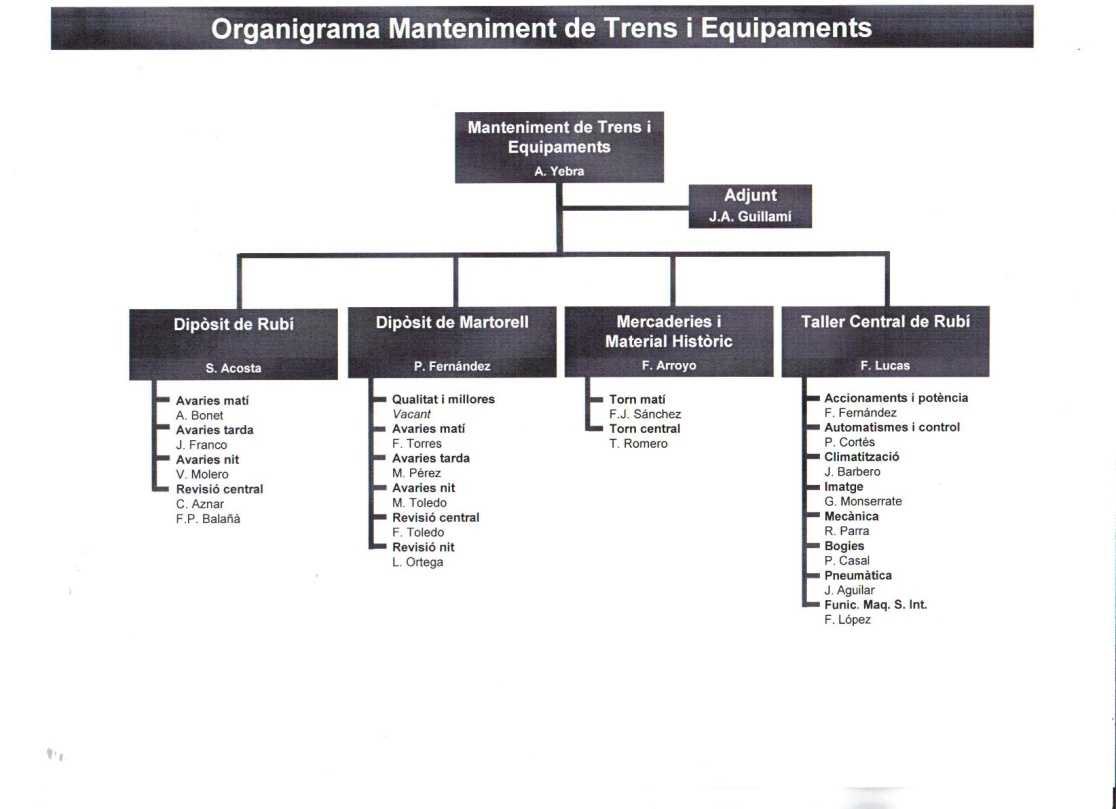 Organigrama Manteniment de Trens i Equipaments
Manteniment de Trens i
Equipaments
A. Yebra
Adjunt
J.A. Guillamí
Dipòsit de Rubí
S. Acosta
Avaries matí
A. Bonet
Avaries tarda
J. Franco
Avaries nit
V. Molero
Revisió central
C. Aznar
F.P. Balañà
Dipòsit de Martorell
P. Fernández
Qualitat i millores
Vacant
Avaries matí
F. Torres
Avaries tarda
M. Pérez
Avaries nit
M. Toledo
Revisió central
F. Toledo
Revisió nit
L. Ortega
Mercaderies i
Material Històric
F. Arroyo
Torn matí
F.J. Sánchez
Torn central
T. Romero
Taller Central de Rubí
F. Lucas
Accionaments i potència
F. Fernández
Automatismes i control
P. Cortés
Climatització
J. Barbero
Imatge
G. Monserrate
Mecànica
R. Parra
Bogies
P. Casal
Pneumàtica
J. Aguilar
Funic. Maq. S. Int.
F. López